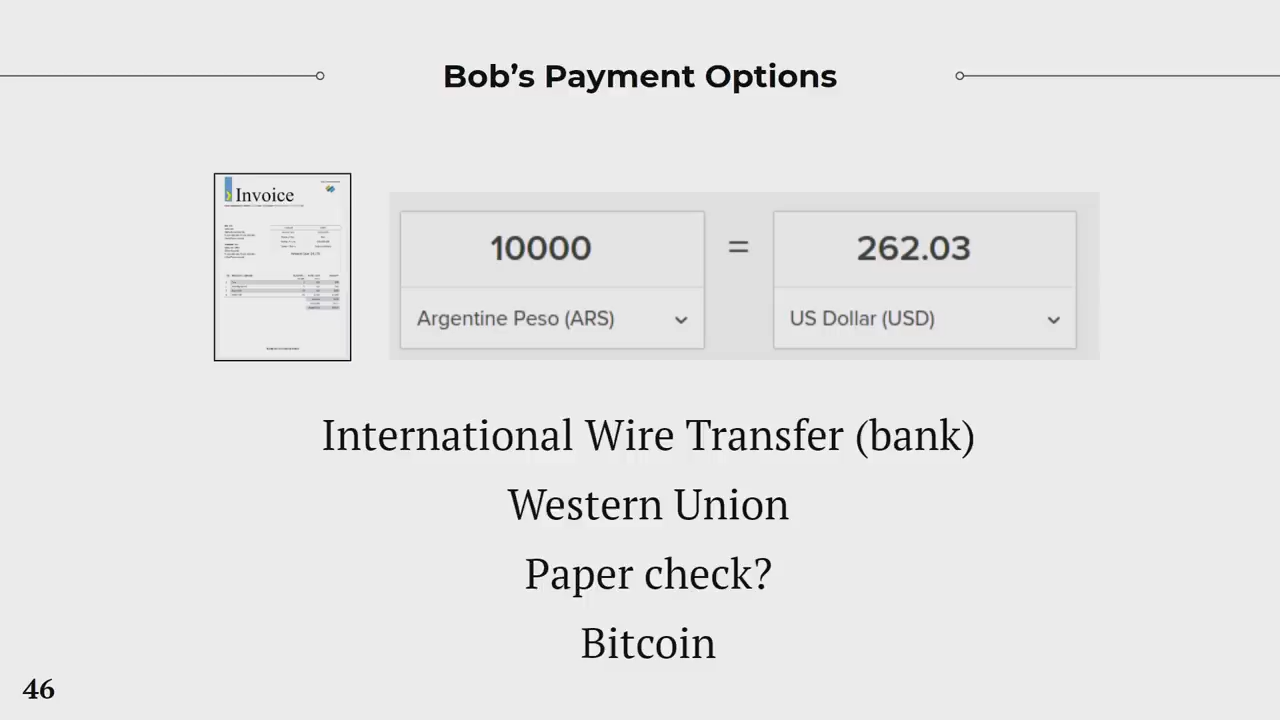 Bob's Payment Options
Invoice
10000 = 262.03
Argentine Peso (ARS) US Dollar (USD)
International Wire Transfer (bank)
Western Union
Paper check?
Bitcoin
46